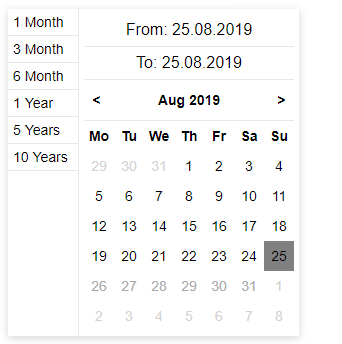 1 Month
3 Month
6 Month
1 Year
5 Years
10 Years
From: 25.08.2019
To: 25.08.2019
< Aug 2019 >
Mo Tu We Th Fr Sa Su
29 30 31 1 2 3 4
5 6 7 8 9 10 11
12 13 14 15 16 17 18
19 20 21 22 23 24 25
26 27 28 29 30 31 1
2 3 4 5 6 7 8